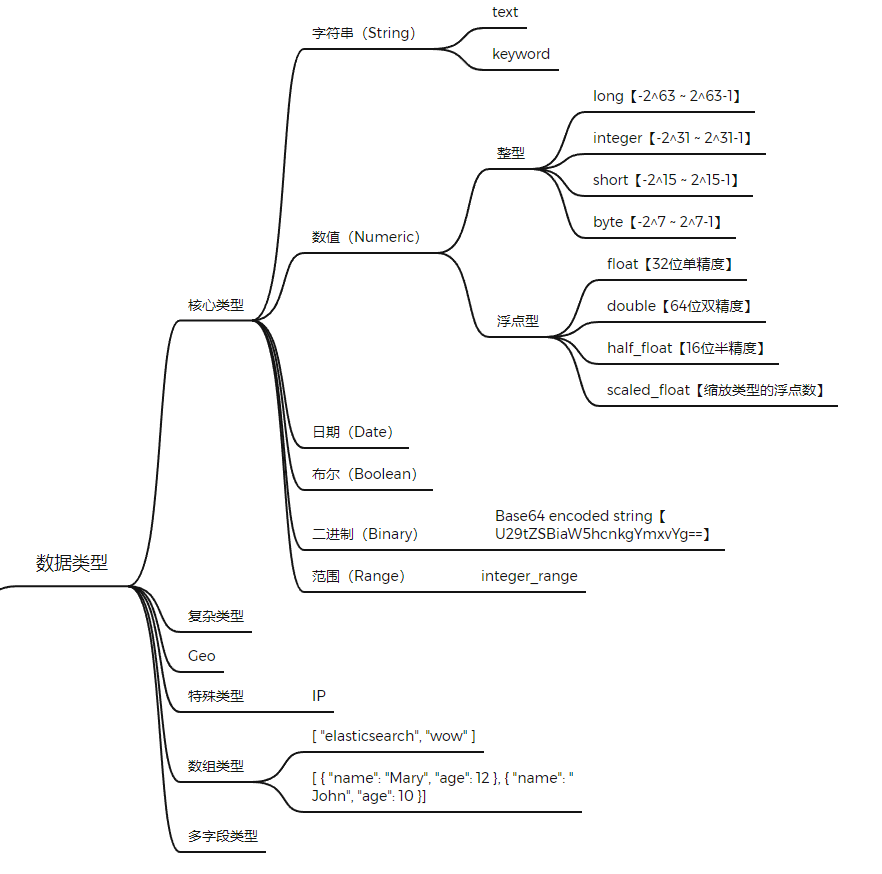 数据类型
核心类型
字符串（String）
text
keyword
数值（Numeric）
整型
long【-2^63 ~ 2^63-1】
integer【-2^31 ~ 2^31-1】
short【-2^15 ~ 2^15-1】
byte【-2^7 ~ 2^7-1】
浮点型
float【32位单精度】
double【64位双精度】
half_float【16位半精度】
scaled_float【缩放类型的浮点数】
日期（Date）
布尔（Boolean）
二进制（Binary）
Base64 encoded string【
U29tZSBiaW5hcnkgYmxvYg==】
范围（Range）
integer_range
复杂类型
Geo
特殊类型
IP
数组类型
[ "elasticsearch", "wow" ]
[ { "name": "Mary", "age": 12 }, { "name": "
John", "age": 10 }]
多字段类型